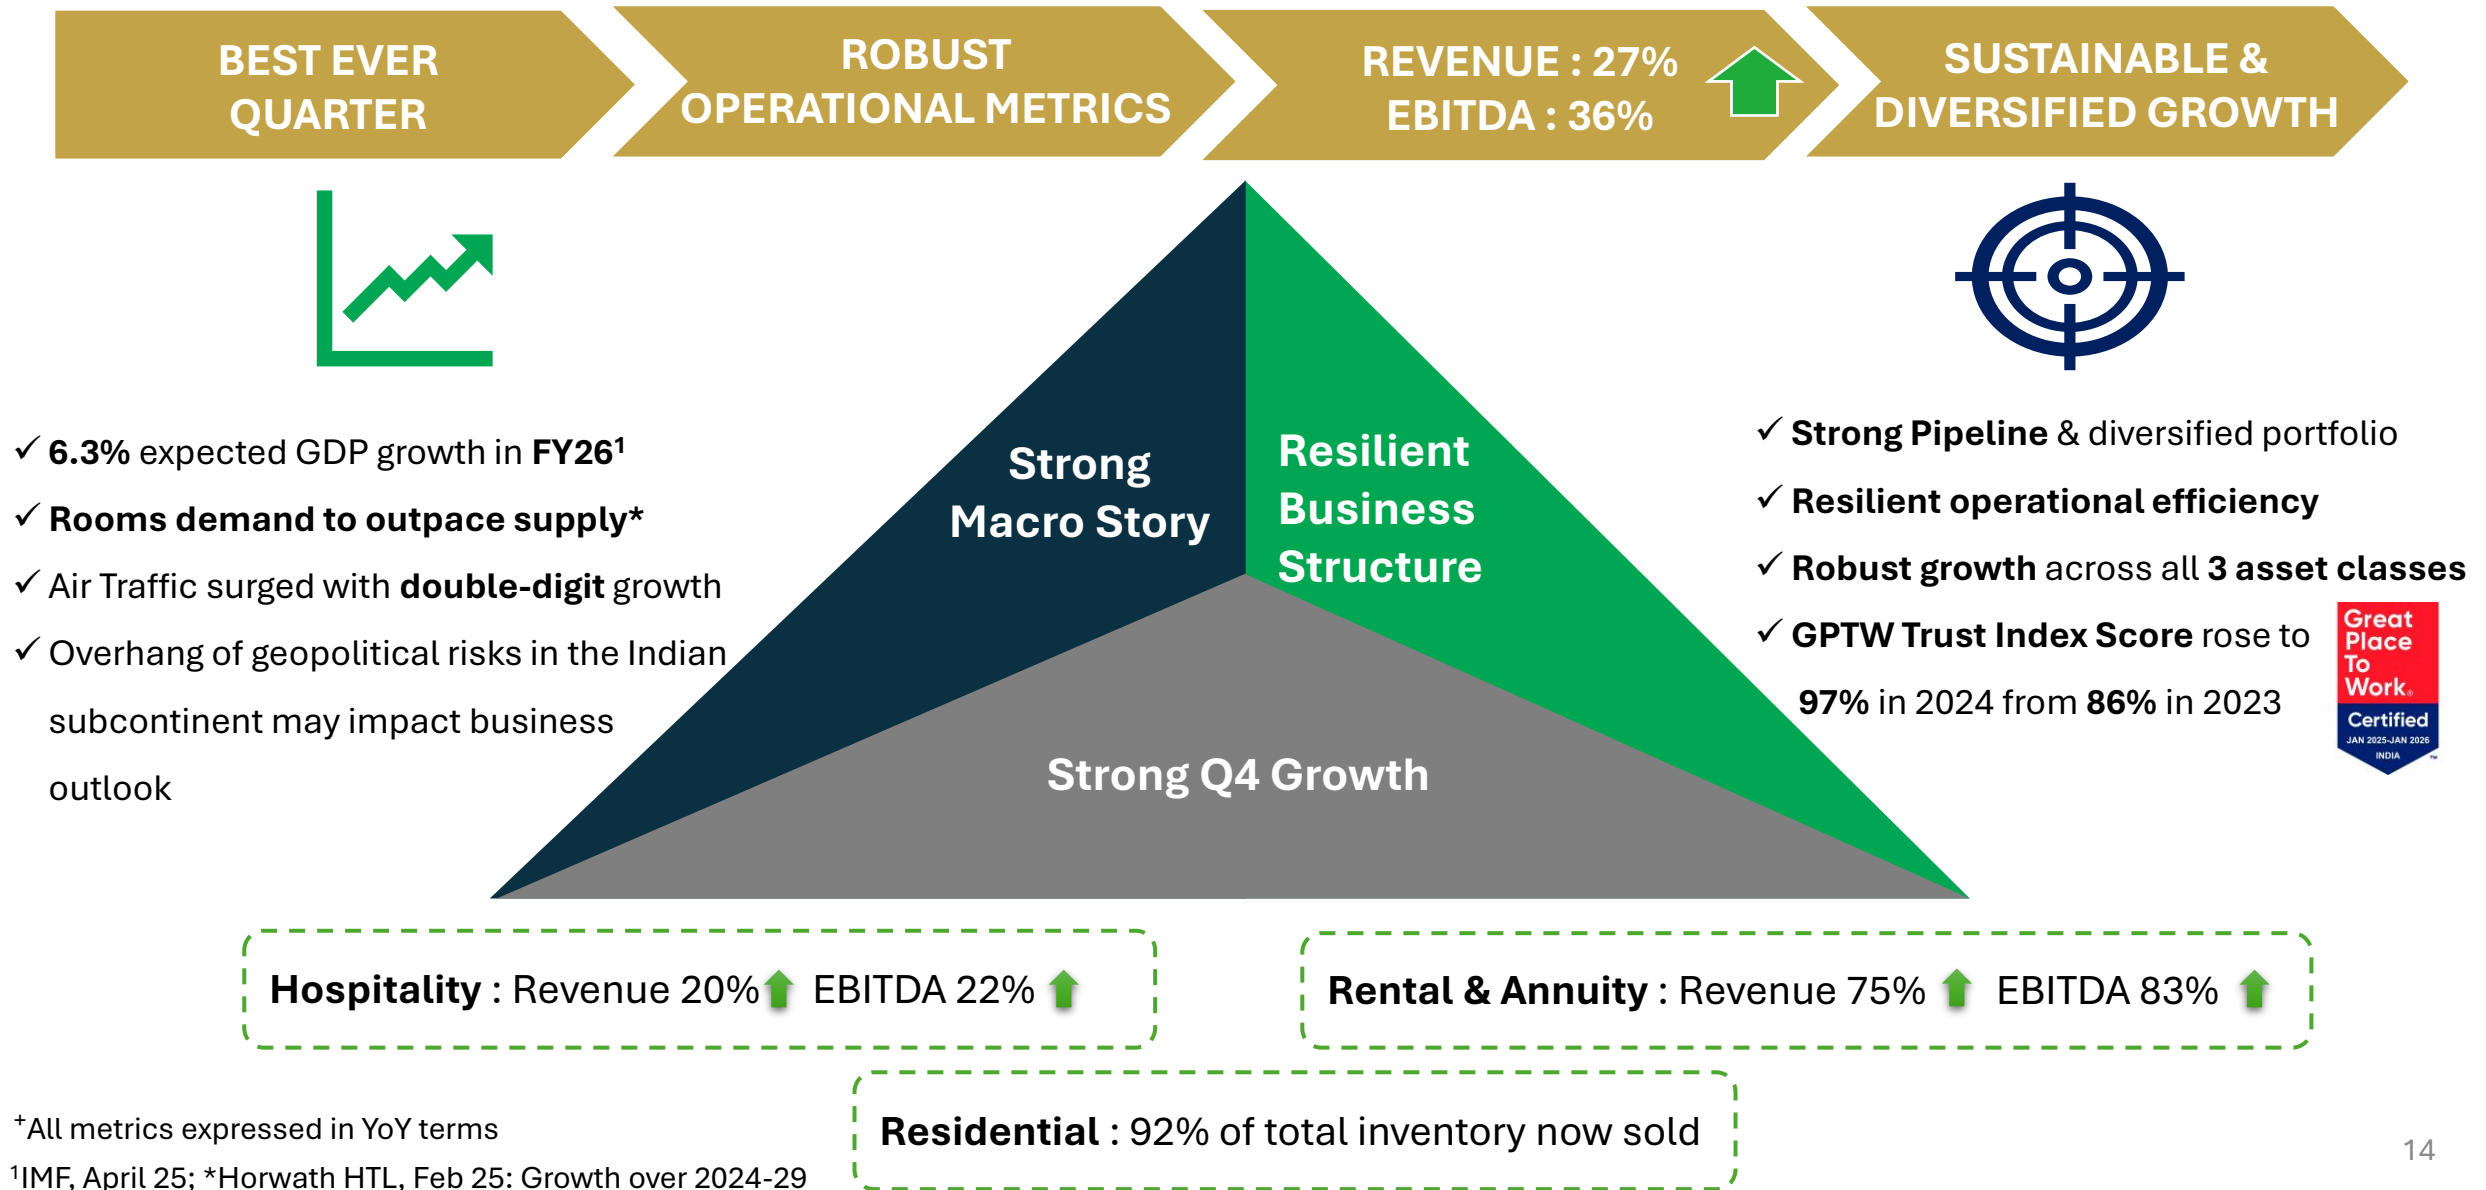 BEST EVER
QUARTER
ROBUST
OPERATIONAL METRICS
REVENUE : 27%
EBITDA : 36%
SUSTAINABLE &
DIVERSIFIED GROWTH
✓ 6.3% expected GDP growth in FY26¹
✓ Rooms demand to outpace supply*
✓ Air Traffic surged with double-digit growth
✓ Overhang of geopolitical risks in the Indian
subcontinent may impact business
outlook
Strong
Macro Story
Resilient
Business
Structure
Strong Q4 Growth
✓ Strong Pipeline & diversified portfolio
✓ Resilient operational efficiency
✓ Robust growth across all 3 asset classes
✓ GPTW Trust Index Score rose to
97% in 2024 from 86% in 2023
Great
Place
To
Work®
Certified
JAN 2025-JAN 2026
INDIA
™
Hospitality : Revenue 20% EBITDA 22%
Rental & Annuity : Revenue 75% EBITDA 83%
Residential : 92% of total inventory now sold
⁺All metrics expressed in YoY terms
¹IMF, April 25; *Horwath HTL, Feb 25: Growth over 2024-29
14